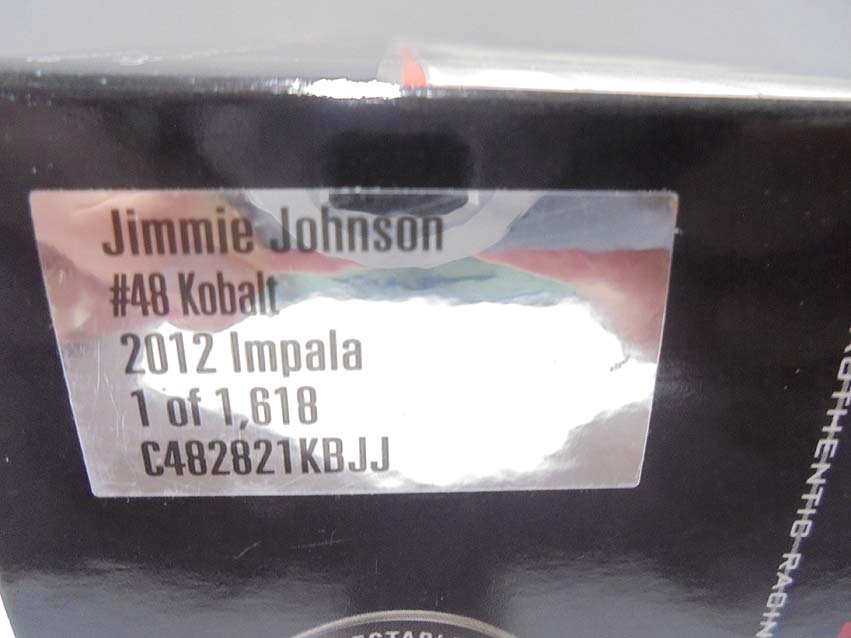 Jimmie Johnson
#48 Kobalt
2012 Impala
1 of 1,618
C482821KBJJ